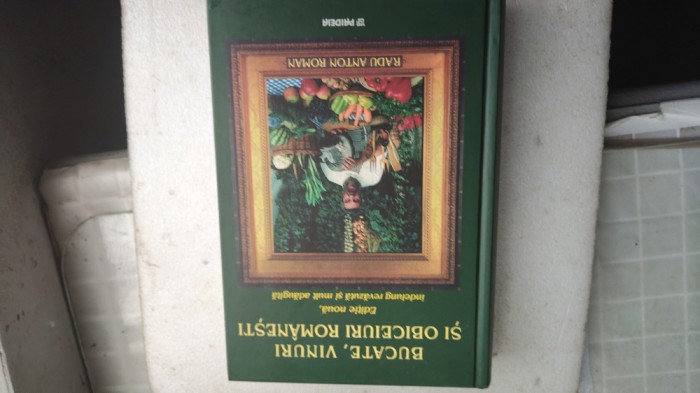 BUCATE, VINURI
ȘI OBICEIURI ROMÂNEȘTI
Ediție nouă,
îndelung revăzută și mult adăugită
RADU ANTON ROMAN
PAIDEIA